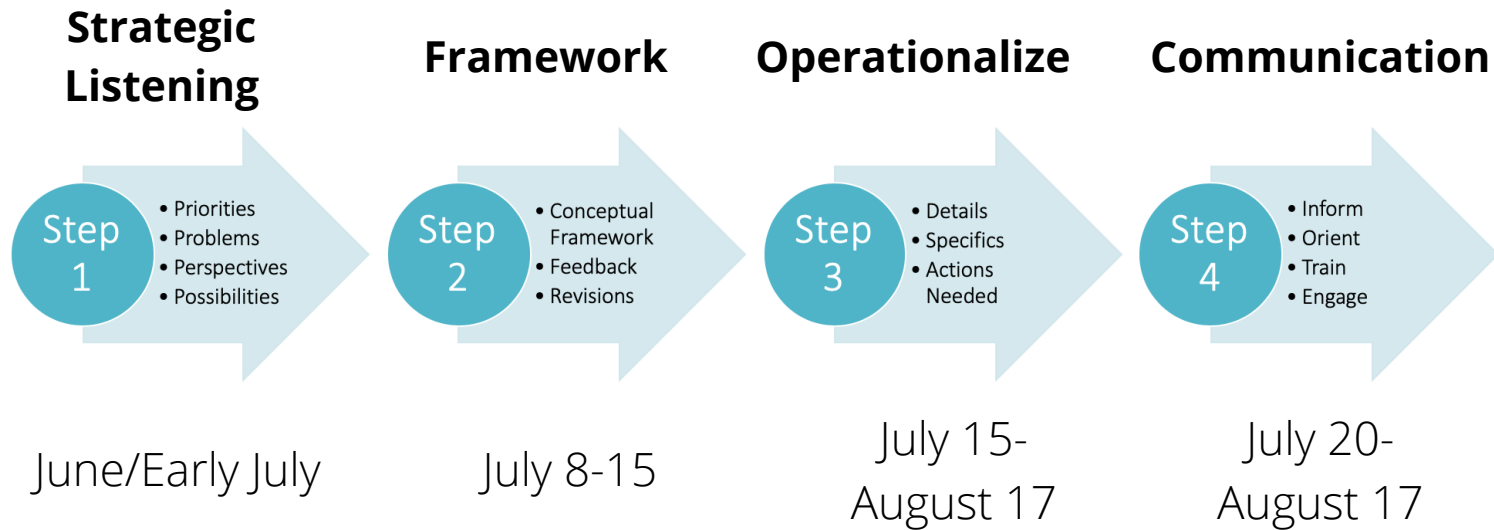 Strategic
Listening
Framework
Operationalize
Communication
Step
1
• Priorities
• Problems
• Perspectives
• Possibilities
Step
2
• Conceptual
Framework
• Feedback
• Revisions
Step
3
• Details
• Specifics
• Actions
Needed
Step
4
• Inform
• Orient
• Train
• Engage
June/Early July
July 8-15
July 15-
August 17
July 20-
August 17